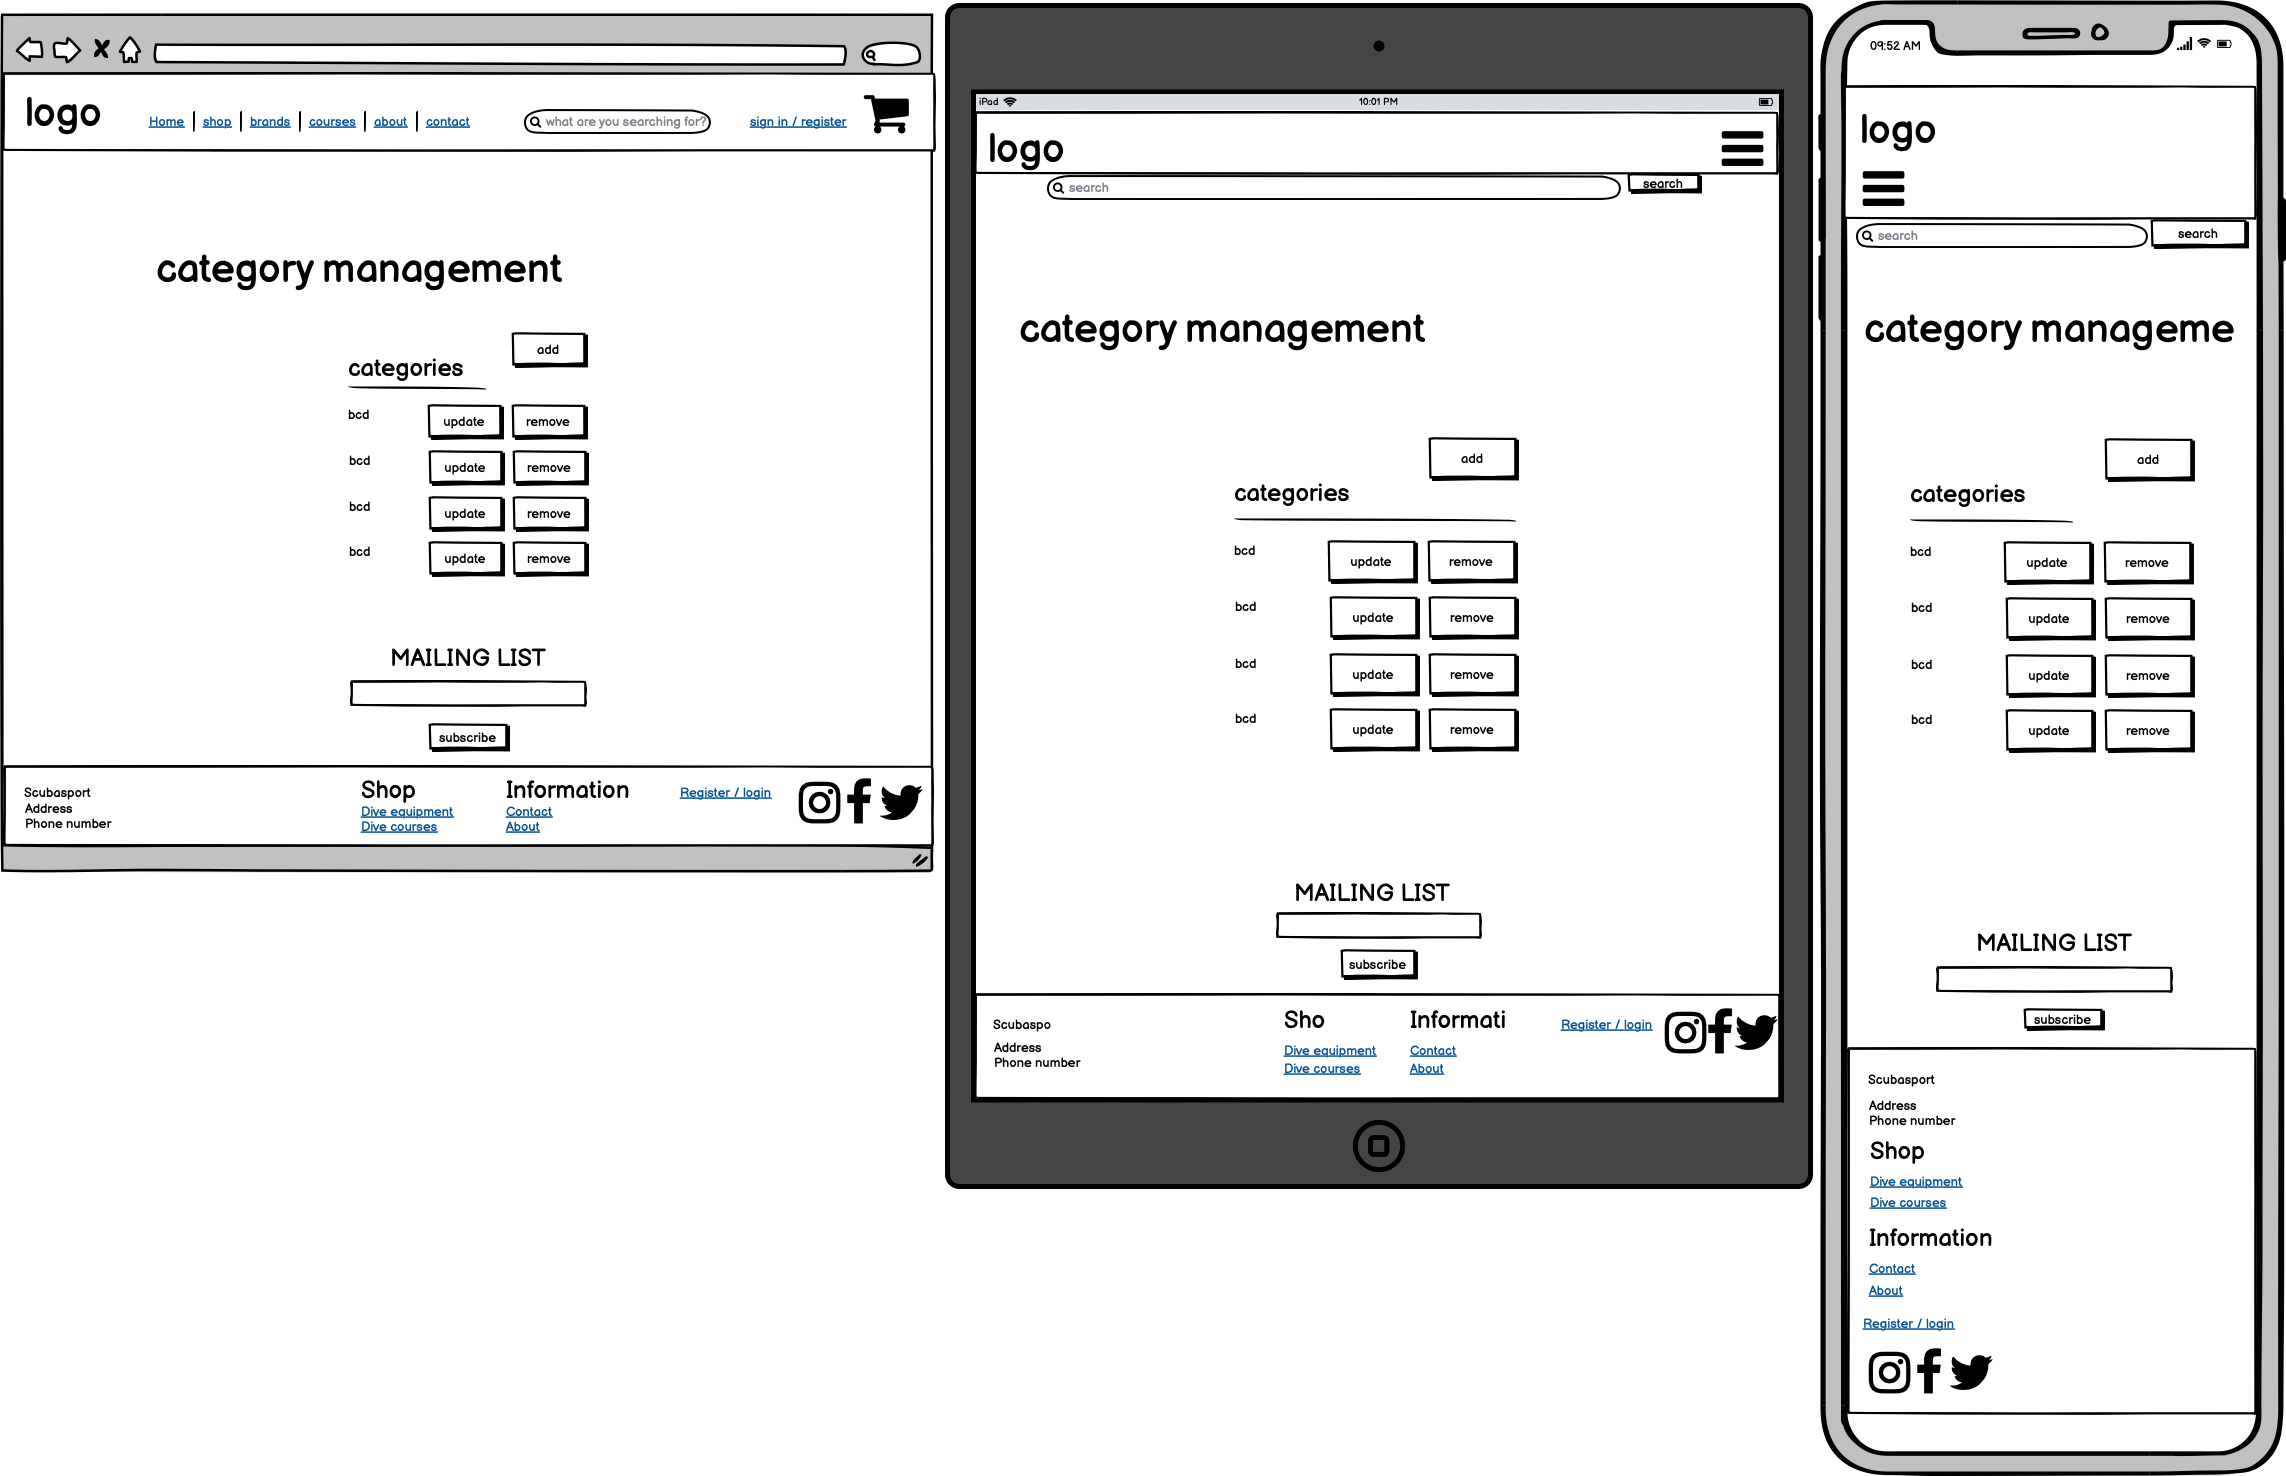 logo
Home | shop | brands | courses | about | contact
what are you searching for?
sign in / register
category management
add
categories
bcd update remove
bcd update remove
bcd update remove
bcd update remove
MAILING LIST
subscribe
Scubasport
Address
Phone number
Shop
Dive equipment
Dive courses
Information
Contact
About
Register / login
iPad 10:01 PM
logo
search search
category management
add
categories
bcd update remove
bcd update remove
bcd update remove
bcd update remove
MAILING LIST
subscribe
Scubaspo
Address
Phone number
Sho
Dive equipment
Dive courses
Informati
Contact
About
Register / login
09:52 AM
logo
search search
category manageme
add
categories
bcd update remove
bcd update remove
bcd update remove
bcd update remove
MAILING LIST
subscribe
Scubasport
Address
Phone number
Shop
Dive equipment
Dive courses
Information
Contact
About
Register / login